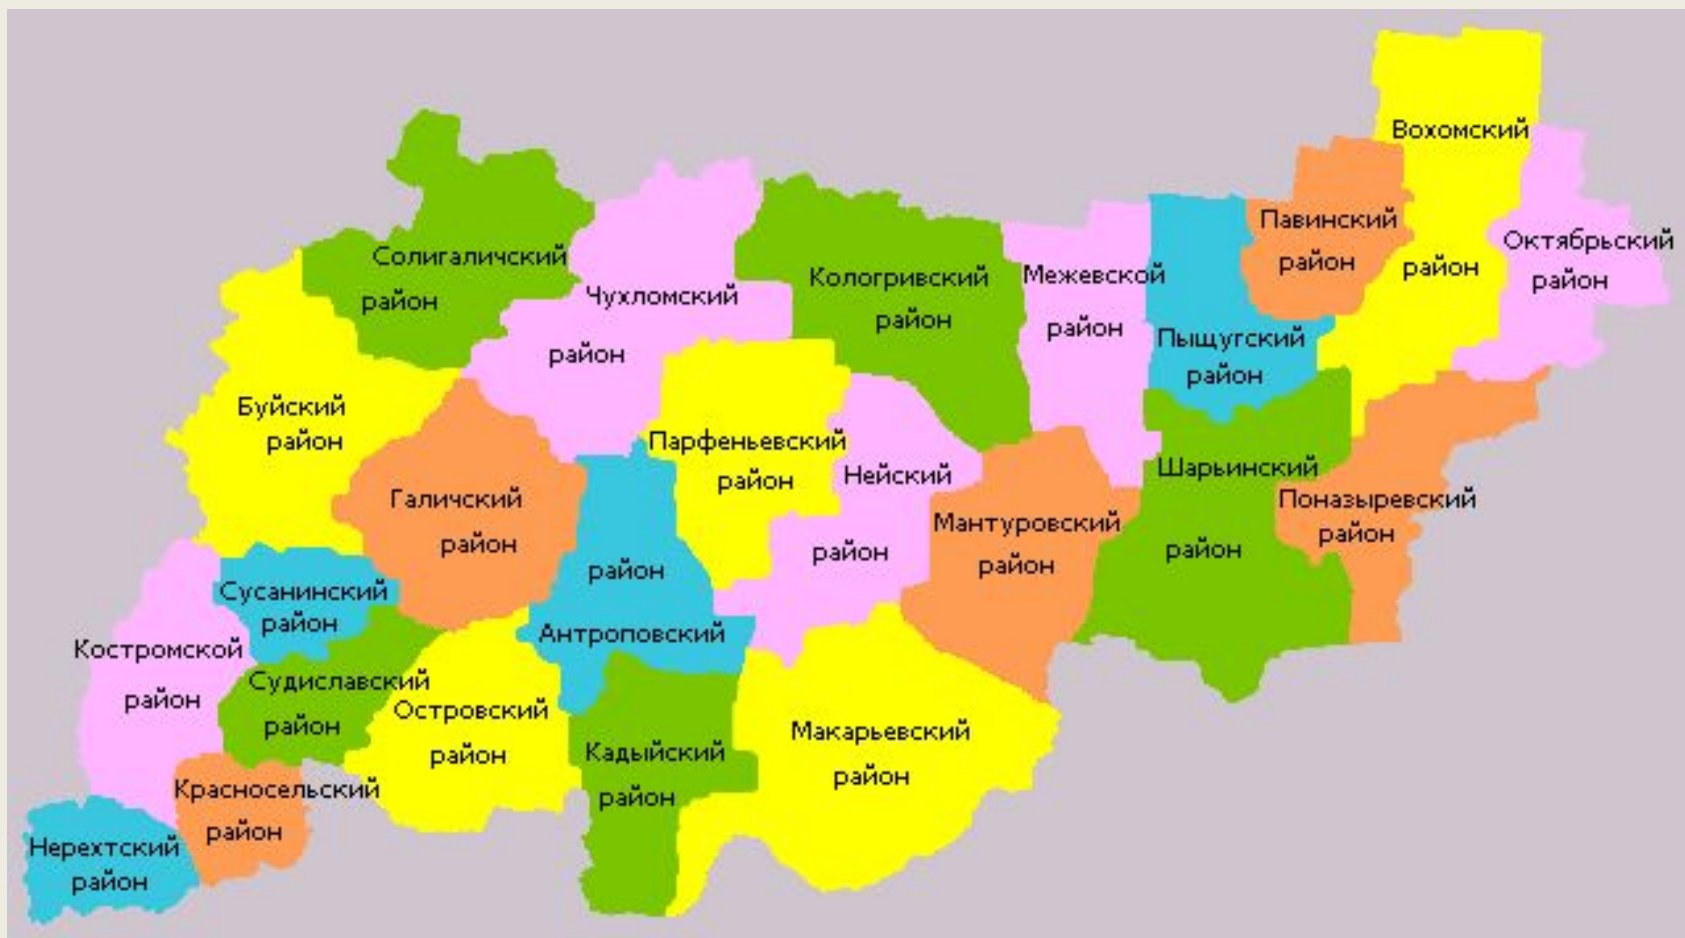 Вохомский
район
Павинский
район
Октябрьский
район
Солигаличский
район
Чухломский
район
Кологривский
район
Межевской
район
Пыщугский
район
Буйский
район
Парфеньевский
район
Нейский
район
Шарьинский
район
Поназыревский
район
Галичский
район
Мантуровский
район
район
Антроповский
Сусанинский
район
Костромской
район
Судиславский
район
Островский
район
Кадыйский
район
Макарьевский
район
Красносельский
район
Нерехтский
район